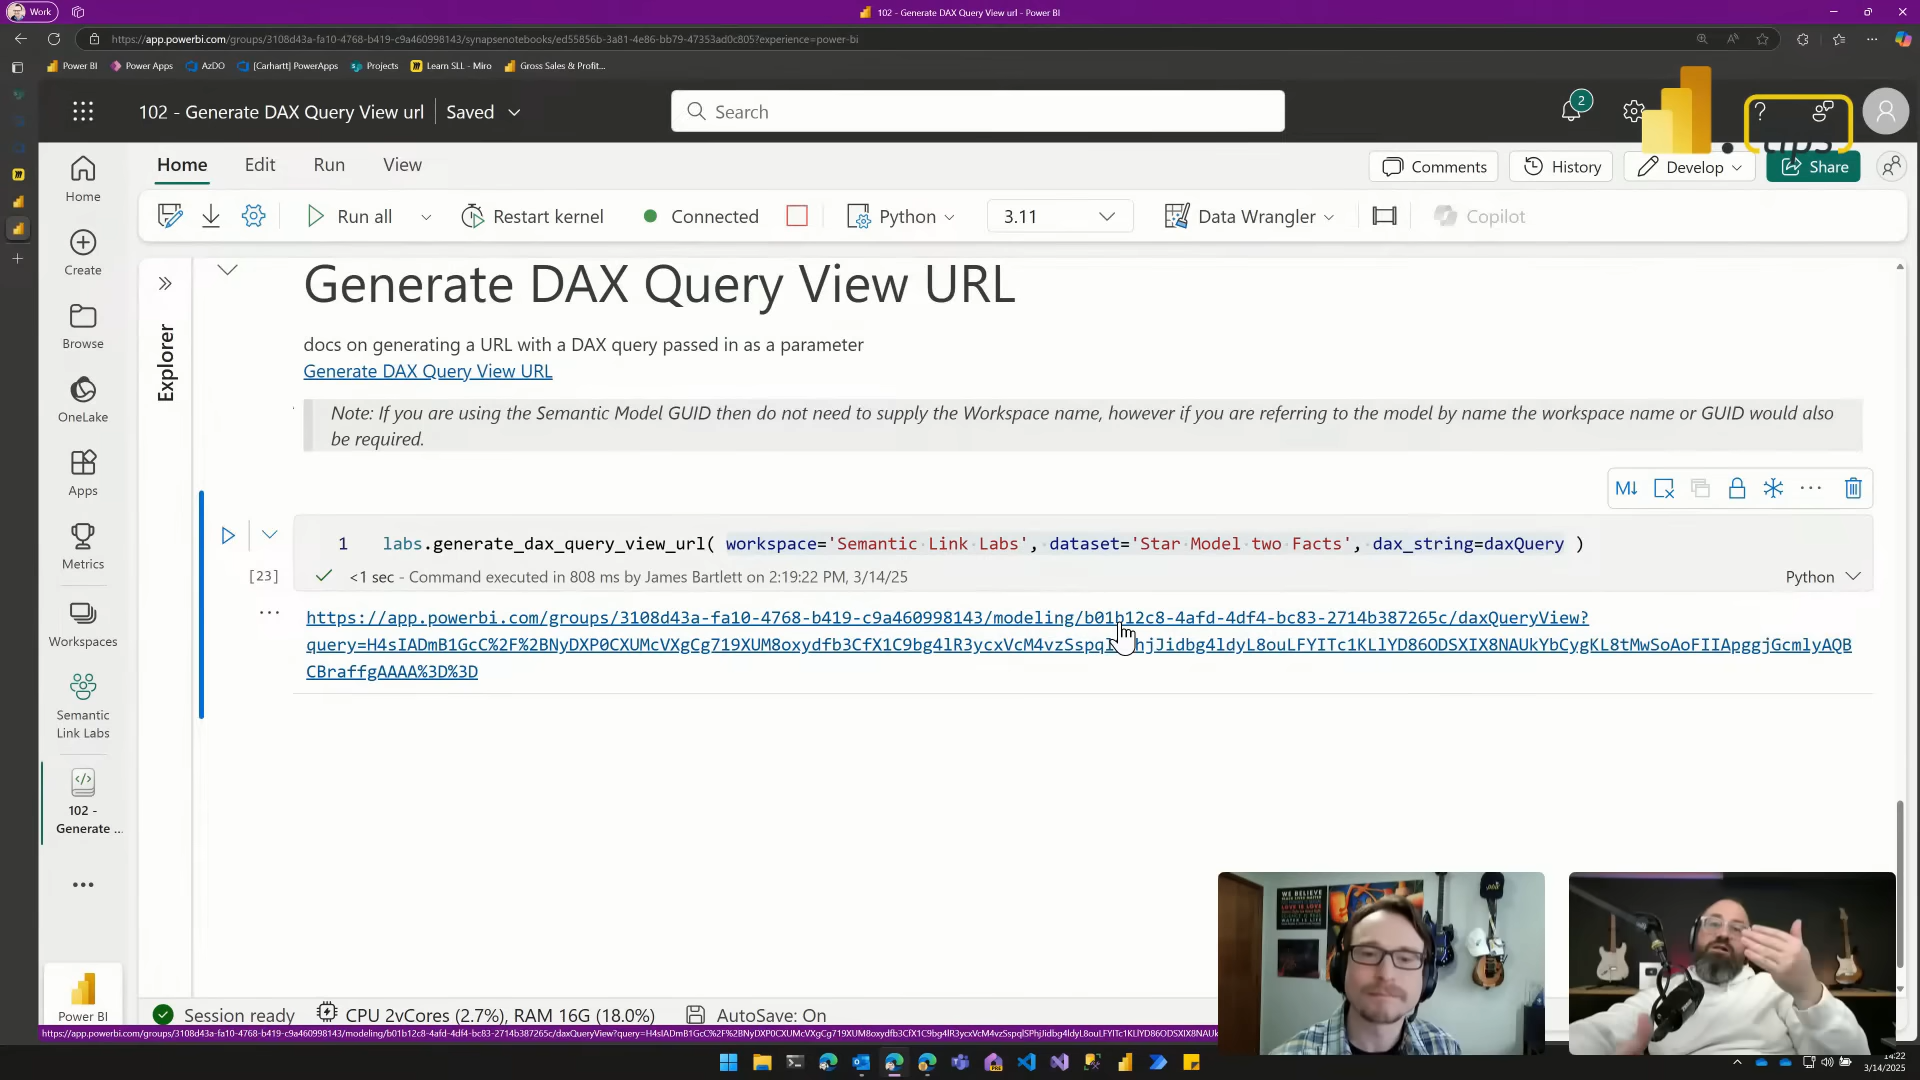 Work
102 - Generate DAX Query View url - Power BI
https://app.powerbi.com/groups/3108d43a-fa10-4768-b419-c9a460998143/synapsenotebooks/ed55856b-3a81-4e86-bb79-47353ad0c805?experience=power-bi
Power BI
Power Apps
AzDO
[Carhartt] PowerApps
Projects
Learn SLL - Miro
Gross Sales & Profit...
102 - Generate DAX Query View url
Saved
Search
2
?
Home
Edit
Run
View
Comments
History
Develop
Share
Run all
Restart kernel
Connected
Python
3.11
Data Wrangler
Copilot
Home
Create
Browse
OneLake
Apps
Metrics
Workspaces
Semantic
Link Labs
102 -
Generate ...
Power BI
Explorer
Generate DAX Query View URL
docs on generating a URL with a DAX query passed in as a parameter
Generate DAX Query View URL
Note: If you are using the Semantic Model GUID then do not need to supply the Workspace name, however if you are referring to the model by name the workspace name or GUID would also
be required.
M↓
1
labs.generate_dax_query_view_url( workspace='Semantic Link Labs', dataset='Star Model two Facts', dax_string=daxQuery )
[23]
<1 sec - Command executed in 808 ms by James Bartlett on 2:19:22 PM, 3/14/25
Python
https://app.powerbi.com/groups/3108d43a-fa10-4768-b419-c9a460998143/modeling/b01b12c8-4afd-4df4-bc83-2714b387265c/daxQueryView?
CBraffgAAAA%3D%3D
Session ready
CPU 2vCores (2.7%), RAM 16G (18.0%)
AutoSave: On
14:22
3/14/2025